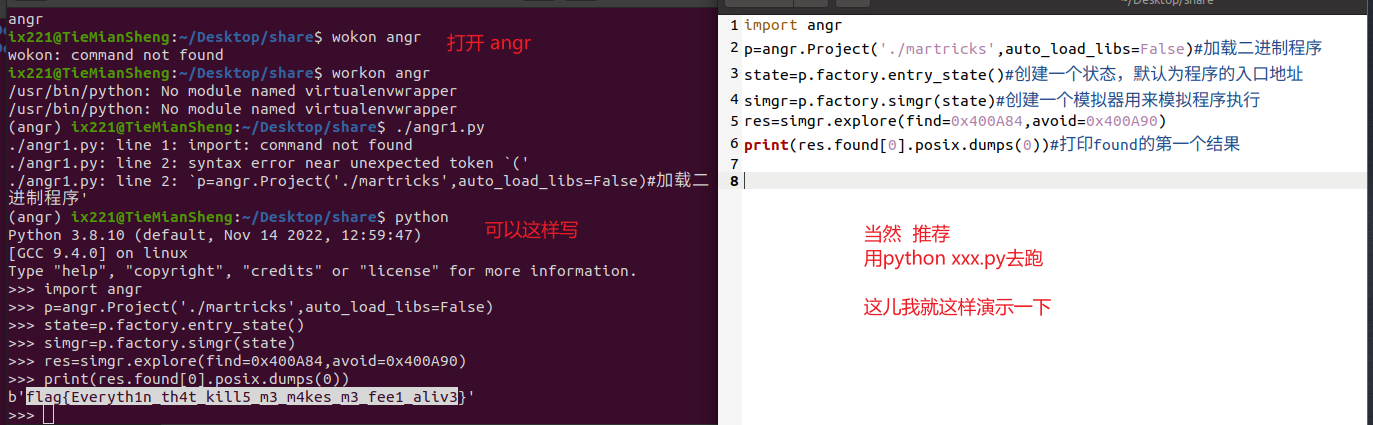 angr
ix221@TieMianSheng:~/Desktop/share$ wokon angr
打开 angr
wokon: command not found
ix221@TieMianSheng:~/Desktop/share$ workon angr
/usr/bin/python: No module named virtualenvwrapper
/usr/bin/python: No module named virtualenvwrapper
(angr) ix221@TieMianSheng:~/Desktop/share$ ./angr1.py
./angr1.py: line 1: import: command not found
./angr1.py: line 2: syntax error near unexpected token `('
./angr1.py: line 2: `p=angr.Project('./martricks',auto_load_libs=False)#加载二
进制程序'
(angr) ix221@TieMianSheng:~/Desktop/share$ python
可以这样写
Python 3.8.10 (default, Nov 14 2022, 12:59:47)
[GCC 9.4.0] on linux
Type "help", "copyright", "credits" or "license" for more information.
>>> import angr
>>> p=angr.Project('./martricks',auto_load_libs=False)
>>> state=p.factory.entry_state()
>>> simgr=p.factory.simgr(state)
>>> res=simgr.explore(find=0x400A84,avoid=0x400A90)
>>> print(res.found[0].posix.dumps(0))
b'flag{Everyth1n_th4t_kill5_m3_m4kes_m3_fee1_aliv3}'
>>>
~/Desktop/share
1 import angr
2 p=angr.Project('./martricks',auto_load_libs=False)#加载二进制程序
3 state=p.factory.entry_state()#创建一个状态，默认为程序的入口地址
4 simgr=p.factory.simgr(state)#创建一个模拟器用来模拟程序执行
5 res=simgr.explore(find=0x400A84,avoid=0x400A90)
6 print(res.found[0].posix.dumps(0))#打印found的第一个结果
7
8
当然 推荐
用python xxx.py去跑
这儿我就这样演示一下